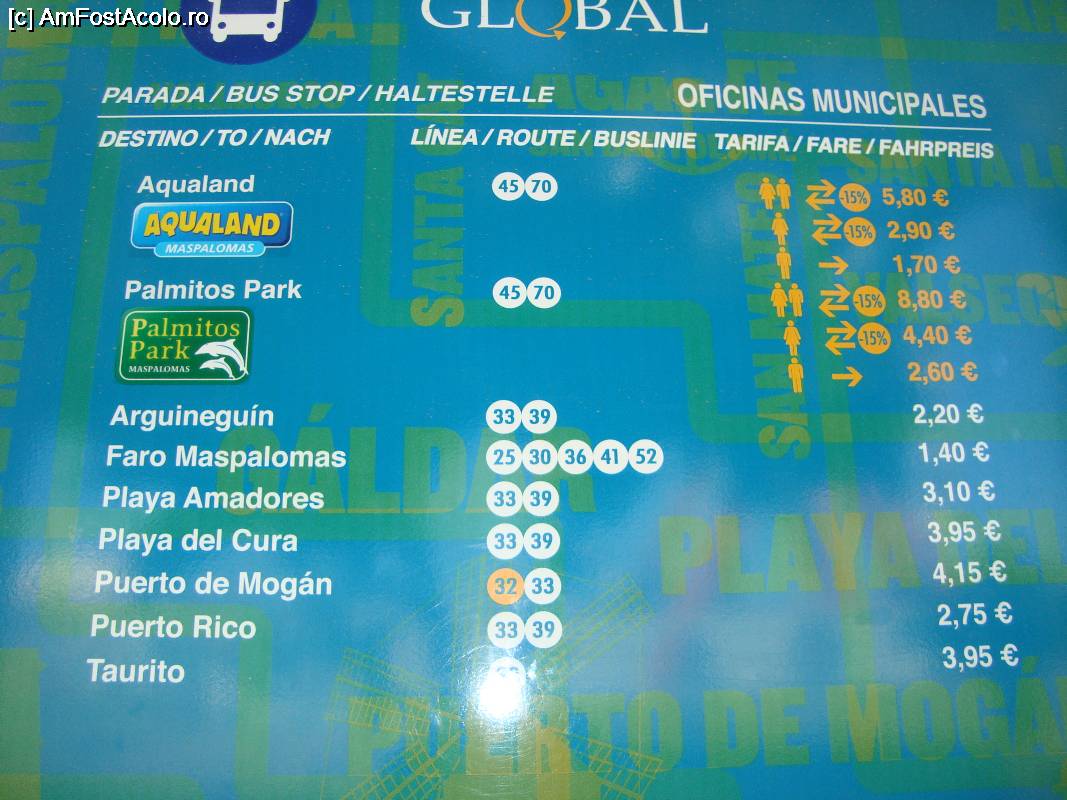 [c] AmFostAcolo.ro
GLOBAL
PARADA / BUS STOP / HALTESTELLE OFICINAS MUNICIPALES
DESTINO / TO / NACH LÍNEA / ROUTE / BUSLINIE TARIFA / FARE / FAHRPREIS
Aqualand 45 70 -15% 5,80 €
AQUALAND -15% 2,90 €
MASPALOMAS 1,70 €
Palmitos Park 45 70 -15% 8,80 €
Palmitos -15% 4,40 €
Park
MASPALOMAS 2,60 €
Arguineguín 33 39 2,20 €
Faro Maspalomas 25 30 36 41 52 1,40 €
Playa Amadores 33 39 3,10 €
Playa del Cura 33 39 3,95 €
Puerto de Mogán 32 33 4,15 €
Puerto Rico 33 39 2,75 €
Taurito 3,95 €
SANTA
SAN MATEO
GÁLDAR
PLAYA DEL
PUERTO DE MOGÁN